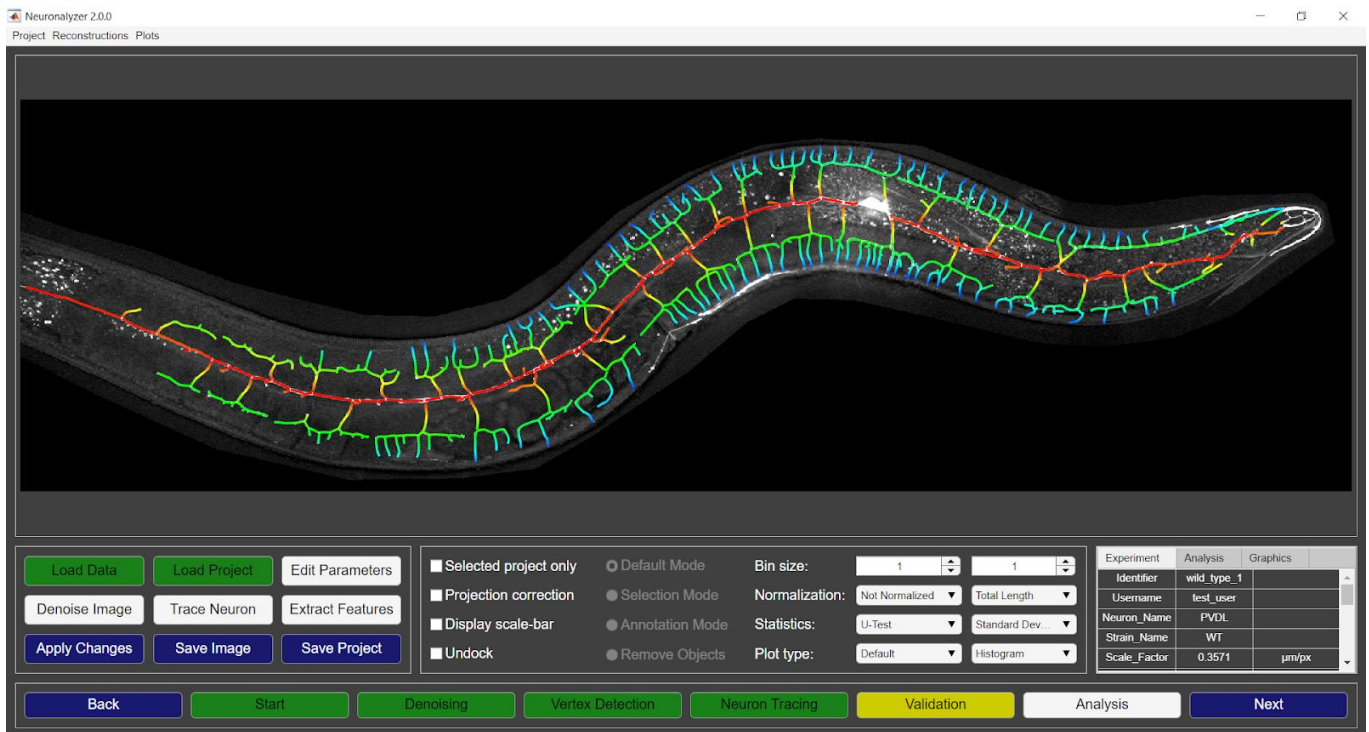 Neuronalyzer 2.0.0
Project Reconstructions Plots
Load Data Load Project Edit Parameters
Denoise Image Trace Neuron Extract Features
Apply Changes Save Image Save Project
Selected project only Default Mode Bin size: 1 1
Projection correction Selection Mode Normalization: Not Normalized Total Length
Display scale-bar Annotation Mode Statistics: U-Test Standard Dev...
Undock Remove Objects Plot type: Default Histogram
Experiment Analysis Graphics
Identifier wild_type_1
Username test_user
Neuron_Name PVDL
Strain_Name WT
Scale_Factor 0.3571 µm/px
Back Start Denoising Vertex Detection Neuron Tracing Validation Analysis Next